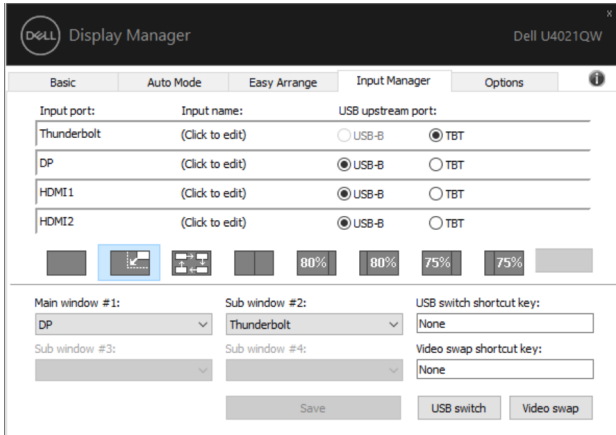 x
DELL Display Manager Dell U4021QW
Basic Auto Mode Easy Arrange Input Manager Options i
Input port: Input name: USB upstream port:
Thunderbolt (Click to edit) USB-B TBT
DP (Click to edit) USB-B TBT
HDMI1 (Click to edit) USB-B TBT
HDMI2 (Click to edit) USB-B TBT
80% 80% 75% 75%
Main window #1: Sub window #2: USB switch shortcut key:
DP Thunderbolt None
Sub window #3: Sub window #4: Video swap shortcut key:
None
Save USB switch Video swap